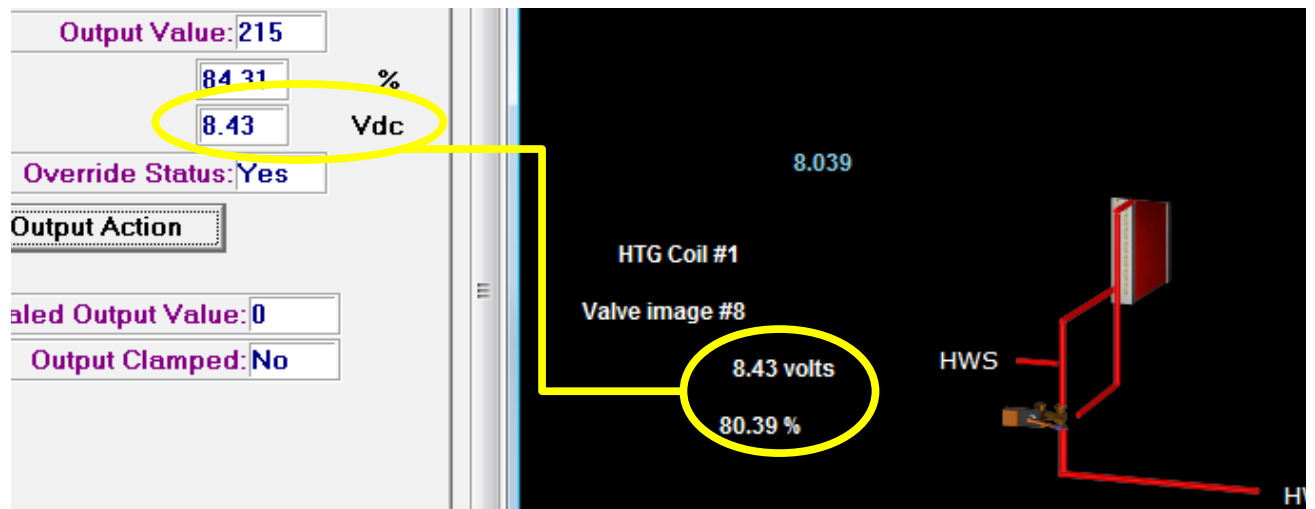 Output Value: 215
84.31 %
8.43 Vdc
Override Status: Yes
Output Action
aled Output Value: 0
Output Clamped: No
8.039
HTG Coil #1
Valve image #8
8.43 volts
80.39 %
HWS
HW